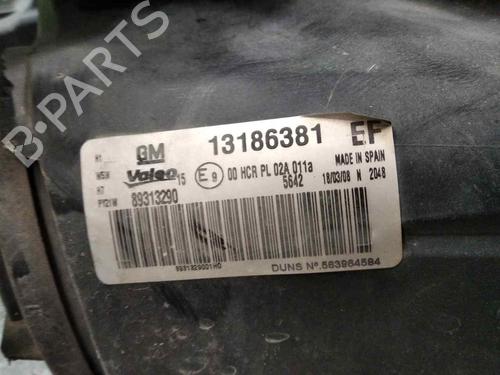 H1 GM 13186381 EF
W5W Valeo 15 E9 00 HCR PL 02A 011a MADE IN SPAIN
H7 89313290 5642 18/03/08 N 2048
PY21W
8931329001HO DUNS Nº.563964584
B-PARTS